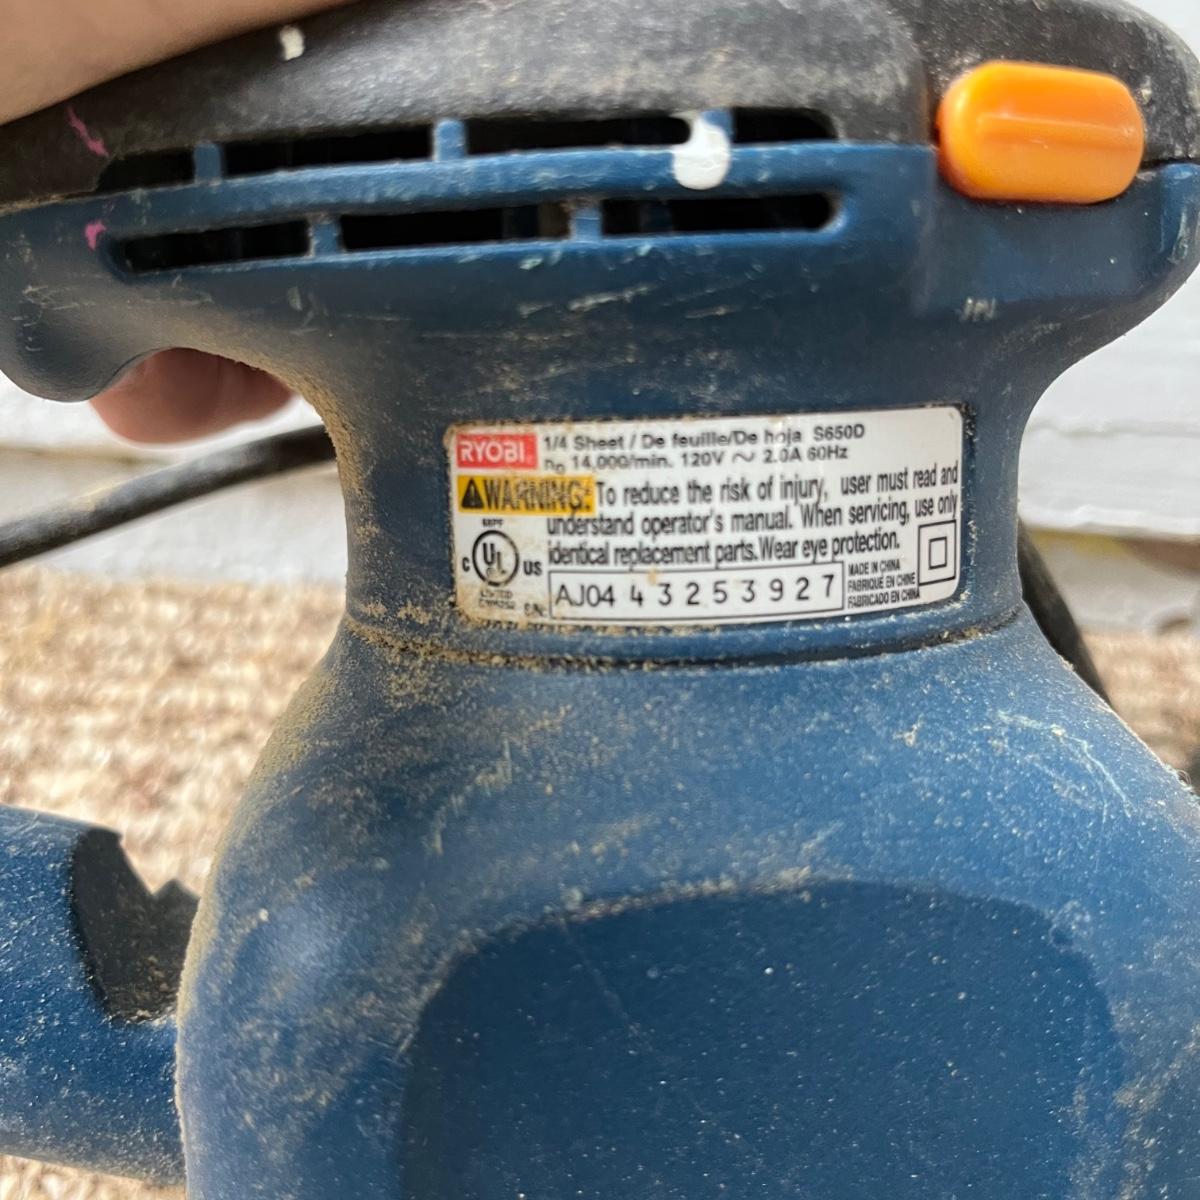 RYOBI
1/4 Sheet / De feuille/De hoja S650D
no 14,000/min. 120V ~ 2.0A 60Hz
WARNING: To reduce the risk of injury, user must read and
understand operator's manual. When servicing, use only
identical replacement parts. Wear eye protection.
C UL US
LISTED
S/N:
AJ04 43253927
MADE IN CHINA
FABRIQUÉ EN CHINE
FABRICADO EN CHINA